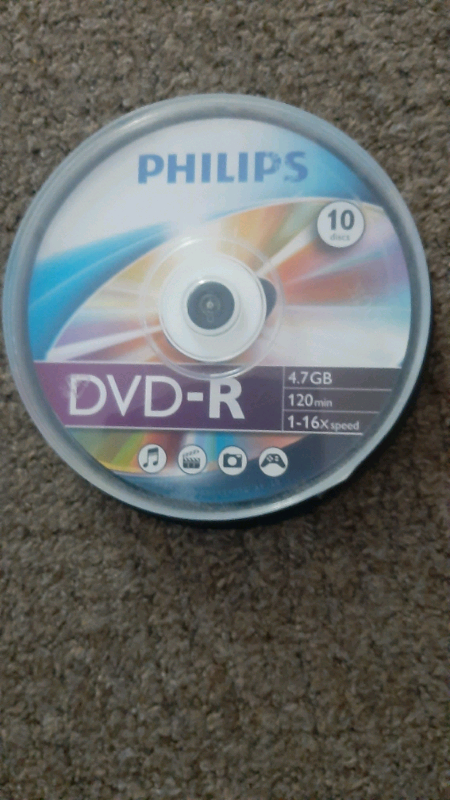 PHILIPS
10
discs
DVD-R
4.7GB
120min
1-16x speed